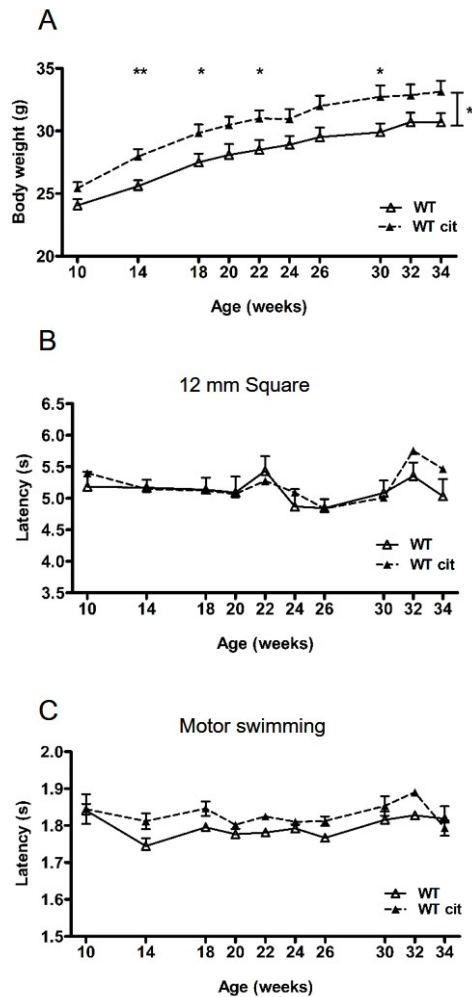 A
** * * *
35
30
25
20
Body weight (g)
*
WT
WT cit
10 14 18 20 22 24 26 30 32 34
Age (weeks)
B
12 mm Square
6.5
6.0
5.5
5.0
4.5
4.0
3.5
Latency (s)
WT
WT cit
10 14 18 20 22 24 26 30 32 34
Age (weeks)
C
Motor swimming
2.0
1.9
1.8
1.7
1.6
1.5
Latency (s)
WT
WT cit
10 14 18 20 22 24 26 30 32 34
Age (weeks)